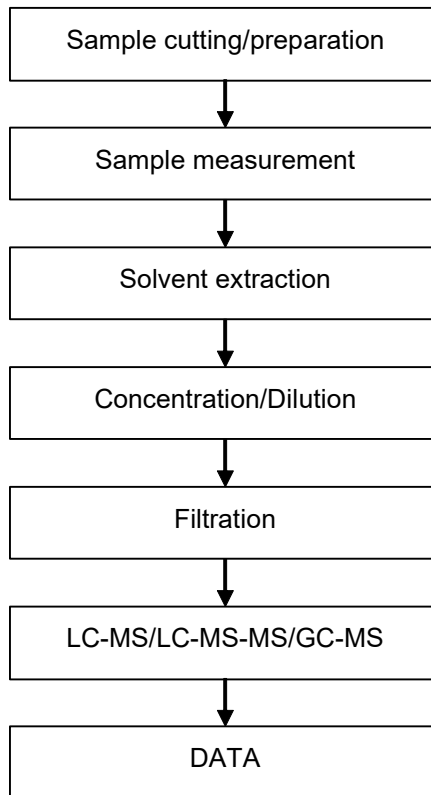 Sample cutting/preparation
Sample measurement
Solvent extraction
Concentration/Dilution
Filtration
LC-MS/LC-MS-MS/GC-MS
DATA